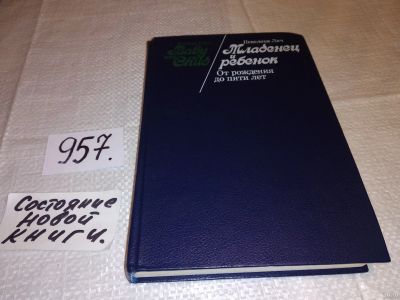 Пенелопа Лич
Baby
Child
Младенец
и
ребенок
От рождения
до пяти лет
957.
Состояние
новой
книги.